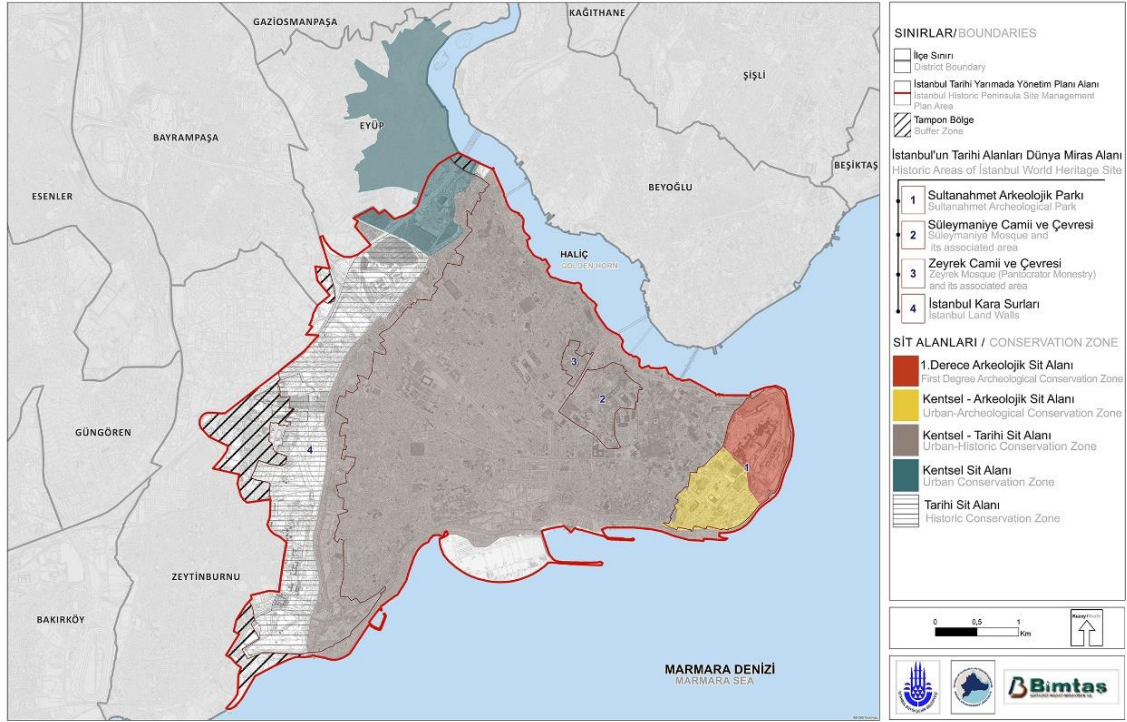 GAZİOSMANPAŞA
KAĞITHANE
ŞİŞLİ
EYÜP
BAYRAMPAŞA
BEŞİKTAŞ
ESENLER
BEYOĞLU
HALİÇ
GOLDEN HORN
3
2
GÜNGÖREN
4
1
ZEYTİNBURNU
BAKIRKÖY
MARMARA DENİZİ
MARMARA SEA
SINIRLAR/BOUNDARIES
İlçe Sınırı
District Boundary
İstanbul Tarihi Yarımada Yönetim Planı Alanı
İstanbul Historic Peninsula Site Management
Plan Area
Tampon Bölge
Buffer Zone
İstanbul'un Tarihi Alanları Dünya Miras Alanı
Historic Areas of İstanbul World Heritage Site
1 Sultanahmet Arkeolojik Parkı
Sultanahmet Archeological Park
2 Süleymaniye Camii ve Çevresi
Süleymaniye Mosque and
its associated area
3 Zeyrek Camii ve Çevresi
Zeyrek Mosque (Pantocrator Monestry)
and its associated area
4 İstanbul Kara Surları
İstanbul Land Walls
SİT ALANLARI / CONSERVATION ZONE
1.Derece Arkeolojik Sit Alanı
First Degree Archeological Conservation Zone
Kentsel - Arkeolojik Sit Alanı
Urban-Archeological Conservation Zone
Kentsel - Tarihi Sit Alanı
Urban-Historic Conservation Zone
Kentsel Sit Alanı
Urban Conservation Zone
Tarihi Sit Alanı
Historic Conservation Zone
0 0,5 1
Km
Kuzey/North
Bimtaş